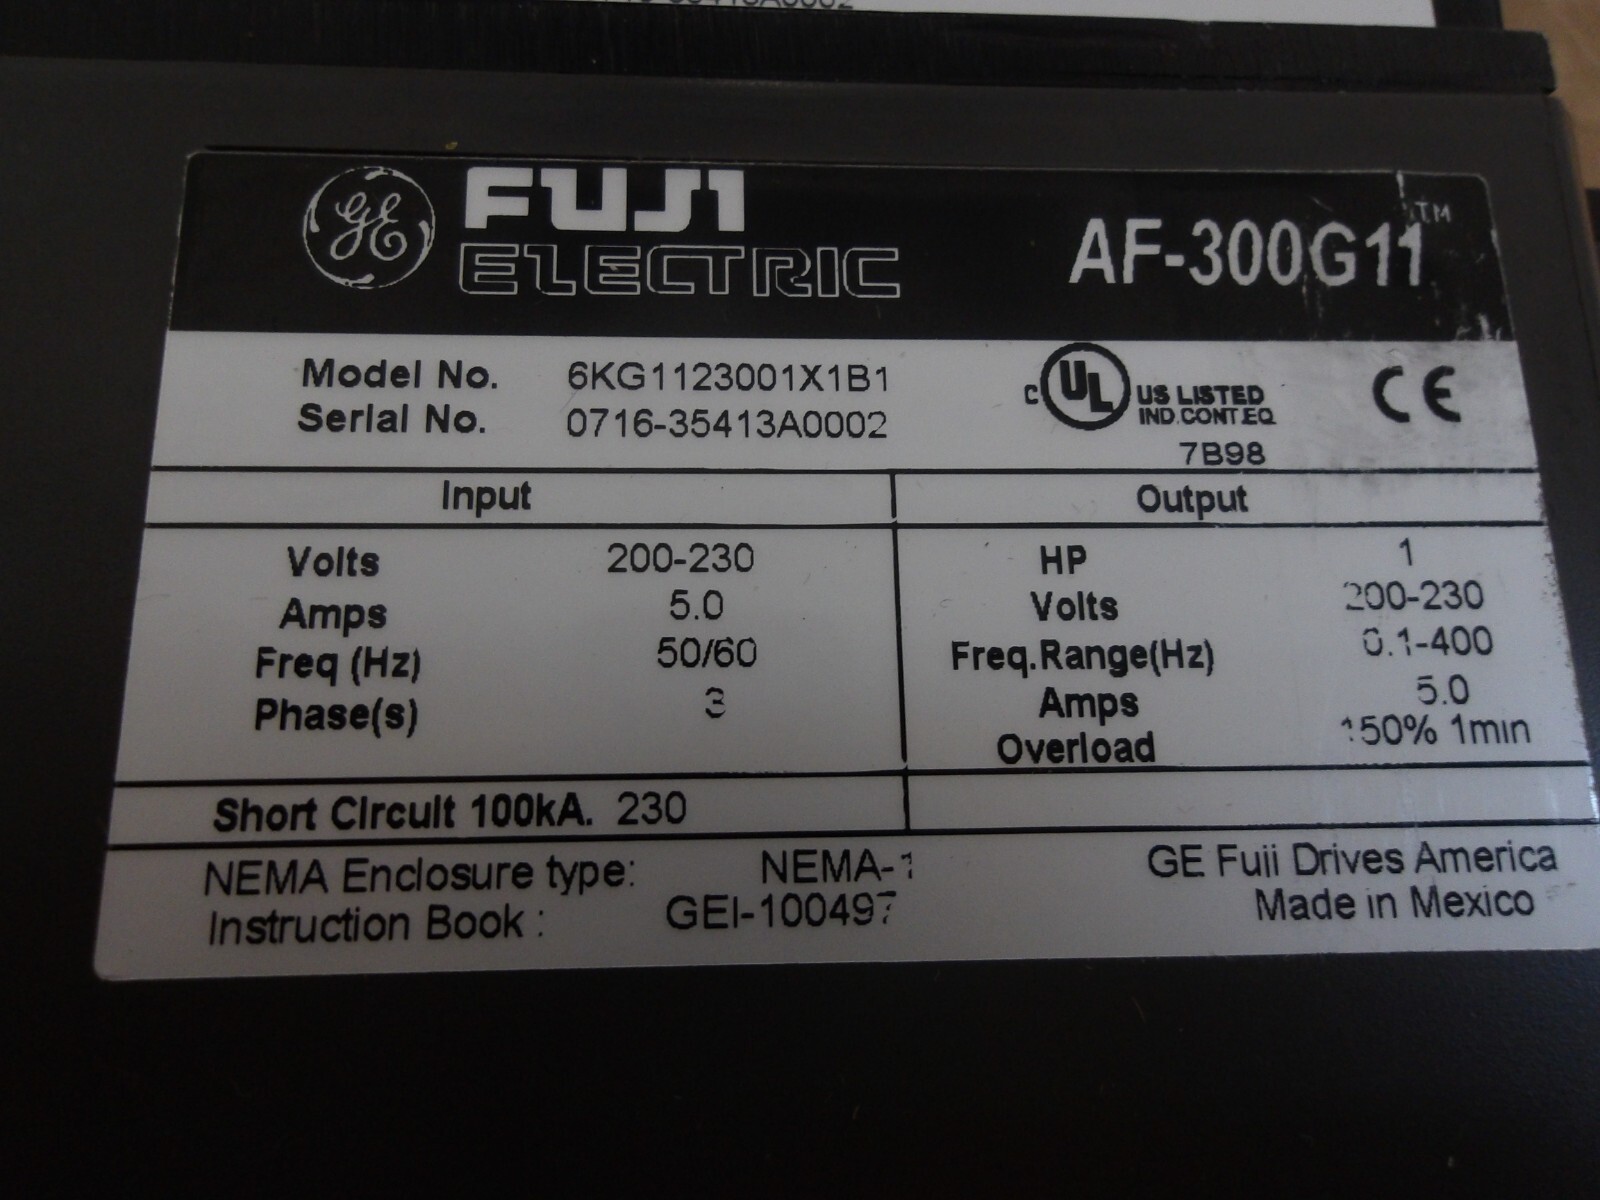 GE FUJI ELECTRIC AF-300G11™
Model No. 6KG1123001X1B1
Serial No. 0716-35413A0002
c UL US LISTED
IND. CONT. EQ.
7B98
CE
Input Output
Volts 200-230 HP 1
Amps 5.0 Volts 200-230
Freq (Hz) 50/60 Freq.Range(Hz) 0.1-400
Phase(s) 3 Amps 5.0
Overload 150% 1min
Short Circuit 100kA. 230
NEMA Enclosure type: NEMA-1 GE Fuji Drives America
Instruction Book : GEI-100497 Made in Mexico